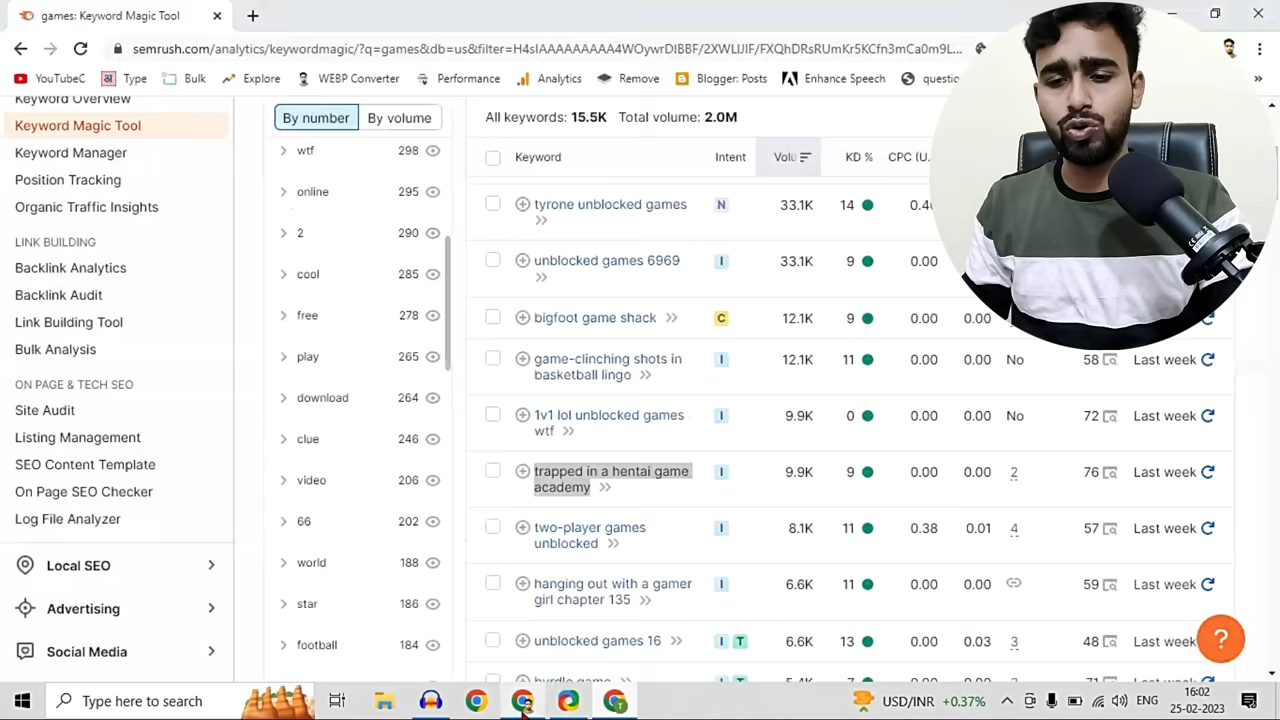 games: Keyword Magic Tool
semrush.com/analytics/keywordmagic/?q=games&db=us&filter=
YouTubeC
Type
Bulk
Explore
WEBP Converter
Performance
Analytics
Remove
Blogger: Posts
Enhance Speech
questio
Keyword Overview
Keyword Magic Tool
Keyword Manager
Position Tracking
Organic Traffic Insights
LINK BUILDING
Backlink Analytics
Backlink Audit
Link Building Tool
Bulk Analysis
ON PAGE & TECH SEO
Site Audit
Listing Management
SEO Content Template
On Page SEO Checker
Log File Analyzer
Local SEO
Advertising
Social Media
By number By volume
wtf 298
online 295
2 290
cool 285
free 278
play 265
download 264
clue 246
video 206
66 202
world 188
star 186
football 184
All keywords: 15.5K Total volume: 2.0M
Keyword Intent Volu KD % CPC (U.
tyrone unblocked games N 33.1K 14 0.4
unblocked games 6969 I 33.1K 9 0.00
bigfoot game shack C 12.1K 9 0.00 0.00
game-clinching shots in
basketball lingo I 12.1K 11 0.00 0.00 No 58 Last week
1v1 lol unblocked games
wtf I 9.9K 0 0.00 0.00 No 72 Last week
trapped in a hentai game
academy I 9.9K 9 0.00 0.00 2 76 Last week
two-player games
unblocked I 8.1K 11 0.38 0.01 4 57 Last week
hanging out with a gamer
girl chapter 135 I 6.6K 11 0.00 0.00 59 Last week
unblocked games 16 I T 6.6K 13 0.00 0.03 3 48 Last week
?
Type here to search
USD/INR +0.37%
ENG
16:02
25-02-2023